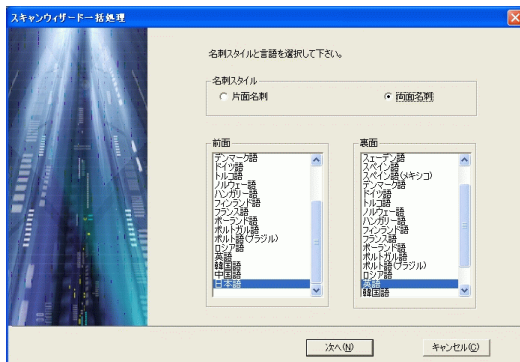 スキャンウィザード一括処理
名刺スタイルと言語を選択して下さい。
名刺スタイル
片面名刺
両面名刺
前面
デンマーク語
ドイツ語
トルコ語
ノルウェー語
ハンガリー語
フィンランド語
フランス語
ポーランド語
ポルトガル語
ポルト語(ブラジル)
ロシア語
英語
韓国語
中国語
日本語
裏面
スェーデン語
スペイン語
スペイン語(メキシコ)
デンマーク語
ドイツ語
トルコ語
ノルウェー語
ハンガリー語
フィンランド語
フランス語
ポーランド語
ポルトガル語
ポルト語(ブラジル)
ロシア語
英語
韓国語
次へ(N)
キャンセル(C)